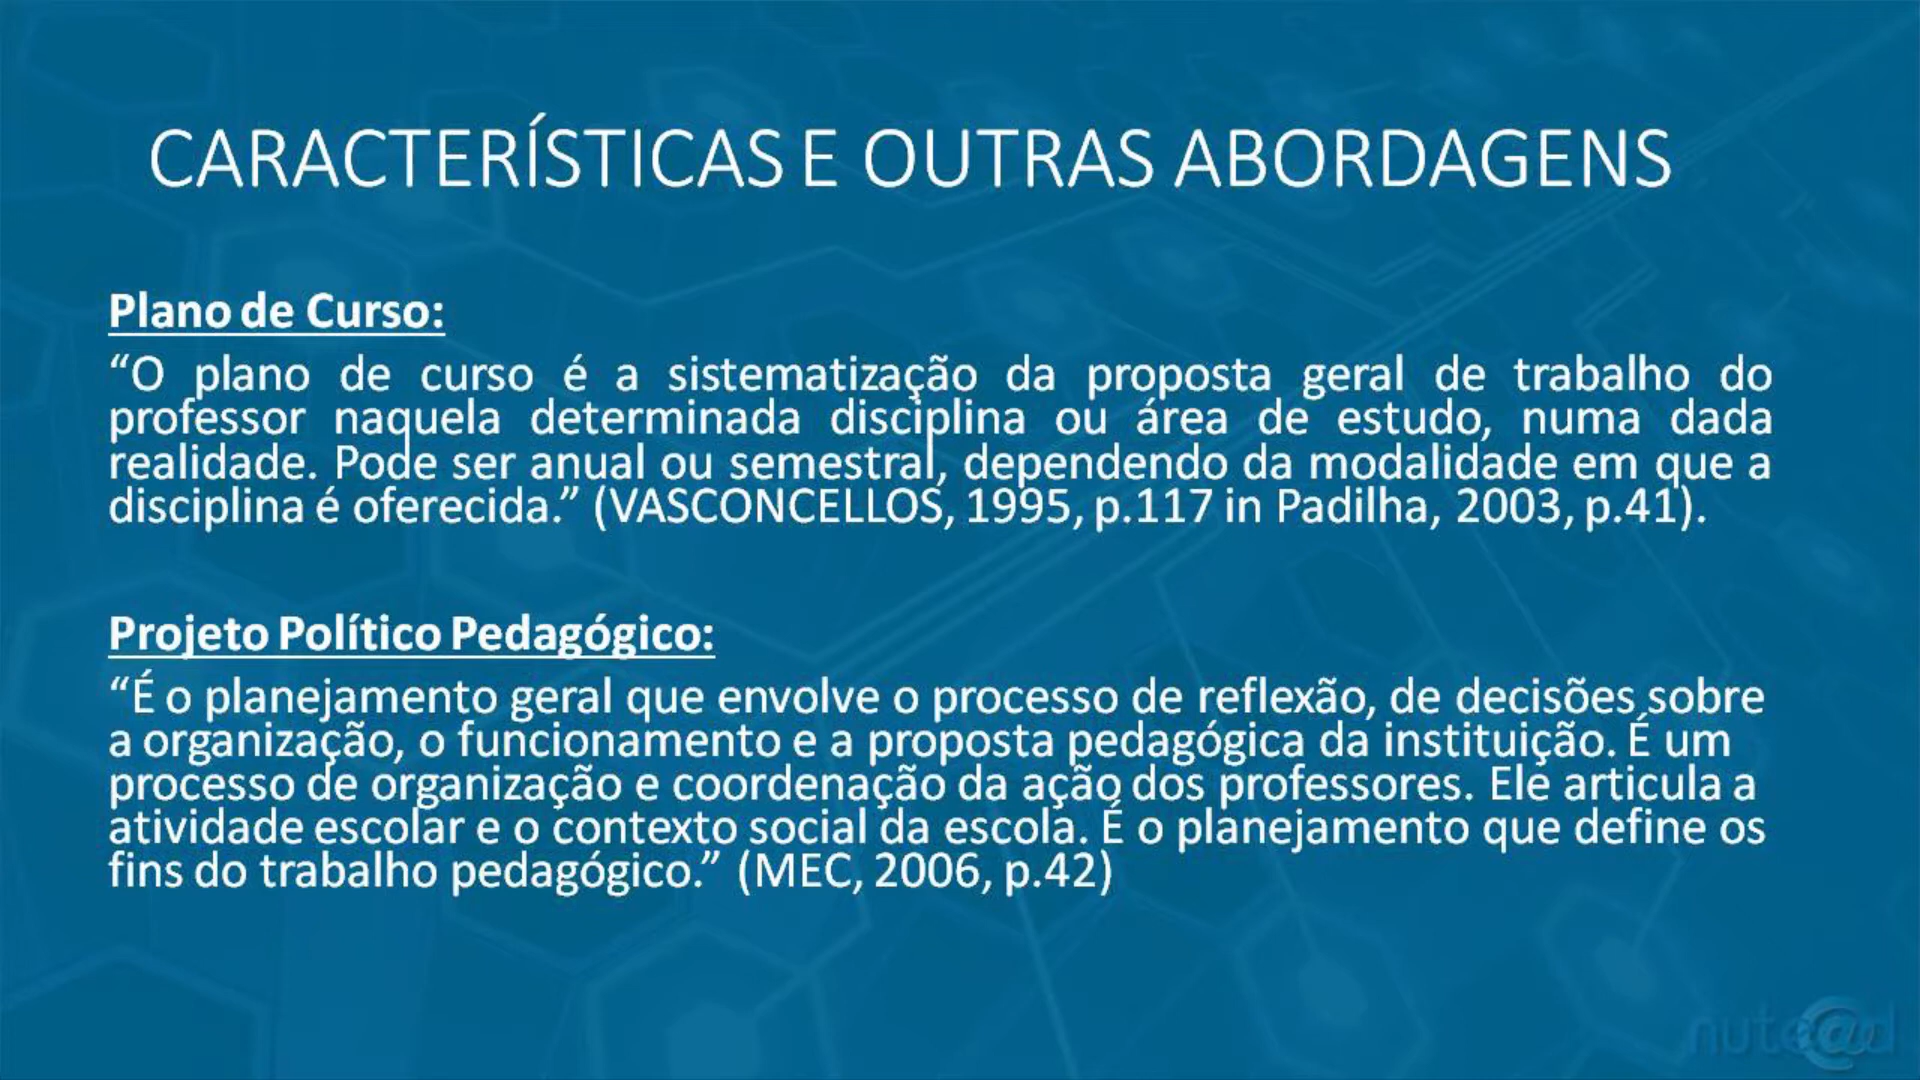 CARACTERÍSTICAS E OUTRAS ABORDAGENS
Plano de Curso:
“O plano de curso é a sistematização da proposta geral de trabalho do
professor naquela determinada disciplina ou área de estudo, numa dada
realidade. Pode ser anual ou semestral, dependendo da modalidade em que a
disciplina é oferecida.” (VASCONCELLOS, 1995, p.117 in Padilha, 2003, p.41).
Projeto Político Pedagógico:
“É o planejamento geral que envolve o processo de reflexão, de decisões sobre
a organização, o funcionamento e a proposta pedagógica da instituição. É um
processo de organização e coordenação da ação dos professores. Ele articula a
atividade escolar e o contexto social da escola. É o planejamento que define os
fins do trabalho pedagógico.” (MEC, 2006, p.42)
nute@d